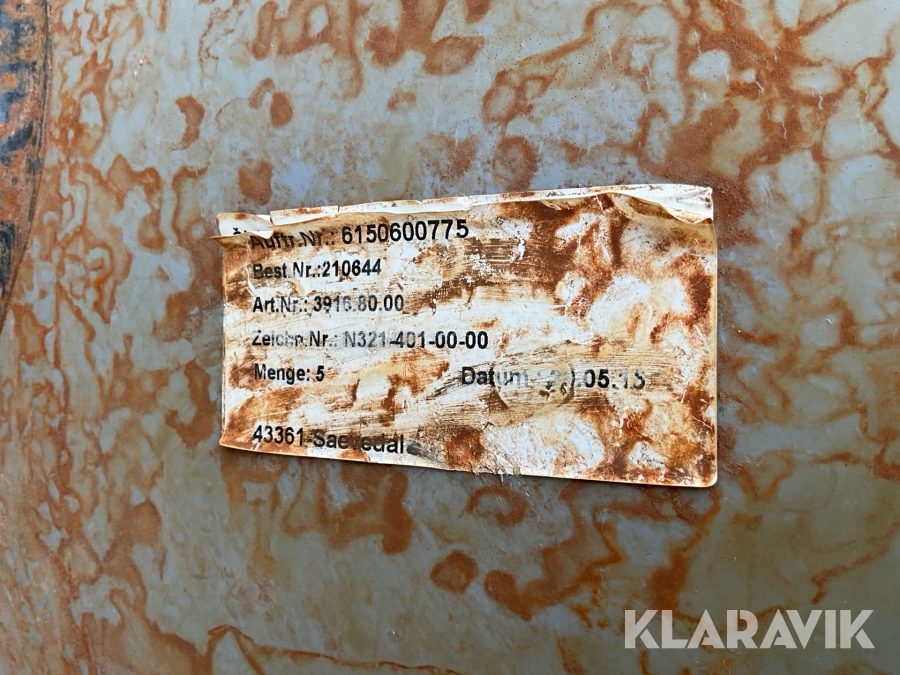 Auftr.Nr.: 6150600775
Best.Nr.:210644
Art.Nr.: 3916.80.00
Zeichn.Nr.: N321-401-00-00
Menge: 5 Datum.:
43361
KLARAVIK